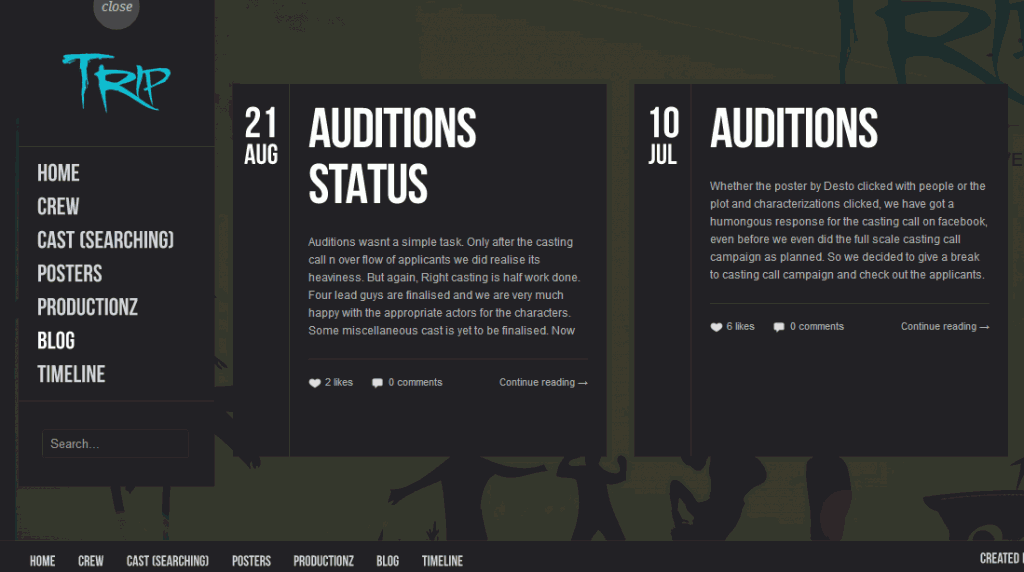 close
TRIP
HOME
CREW
CAST (SEARCHING)
POSTERS
PRODUCTIONZ
BLOG
TIMELINE
Search...
21
AUG
AUDITIONS
STATUS
Auditions wasnt a simple task. Only after the casting
call n over flow of applicants we did realise its
heaviness. But again, Right casting is half work done.
Four lead guys are finalised and we are very much
happy with the appropriate actors for the characters.
Some miscellaneous cast is yet to be finalised. Now
2 likes 0 comments Continue reading →
10
JUL
AUDITIONS
Whether the poster by Desto clicked with people or the
plot and characterizations clicked, we have got a
humongous response for the casting call on facebook,
even before we even did the full scale casting call
campaign as planned. So we decided to give a break
to casting call campaign and check out the applicants.
6 likes 0 comments Continue reading →
HOME CREW CAST (SEARCHING) POSTERS PRODUCTIONZ BLOG TIMELINE
CREATED